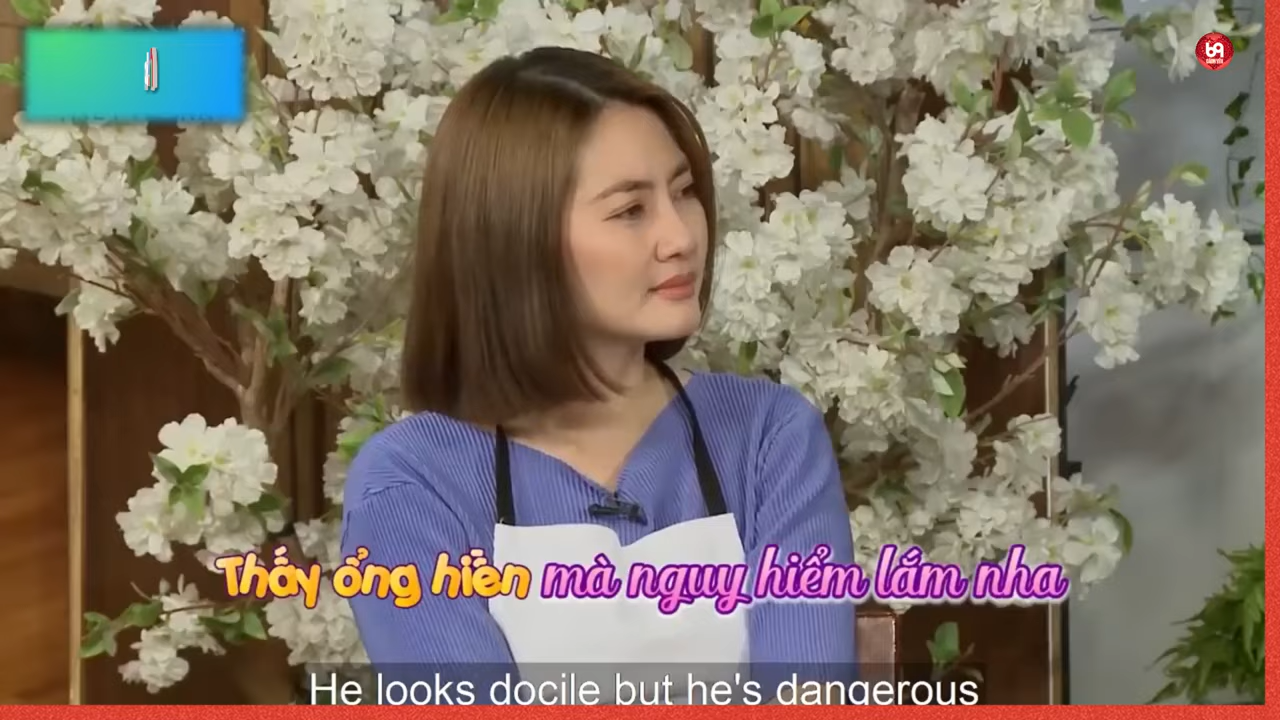 Thấy ổng hiền mà nguy hiểm lắm nha
He looks docile but he's dangerous